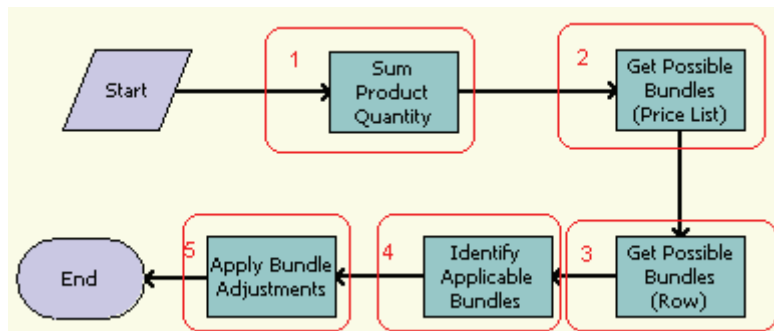 Start
1
Sum
Product
Quantity
2
Get Possible
Bundles
(Price List)
3
Get Possible
Bundles
(Row)
4
Identify
Applicable
Bundles
5
Apply Bundle
Adjustments
End